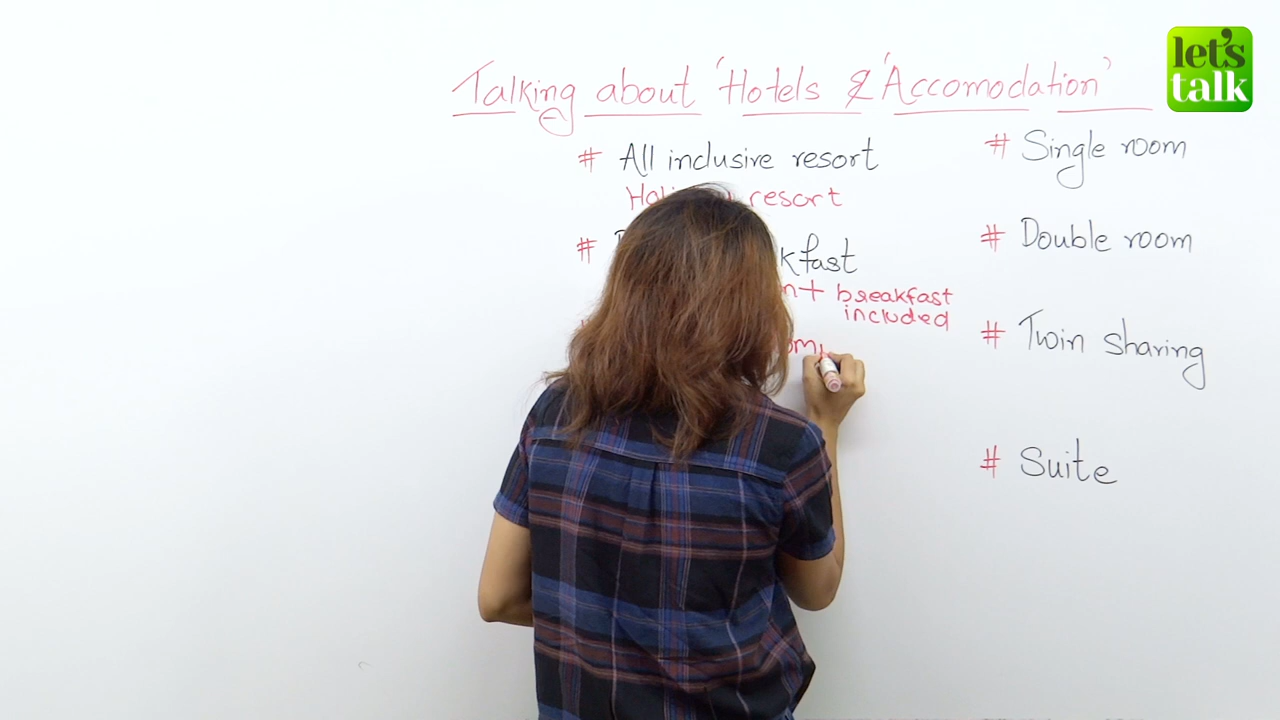 let's
talk
Talking about 'Hotels & 'Accomodation'
# All inclusive resort
resort
#
+ breakfast
included
# Single room
# Double room
# Twin sharing
# Suite